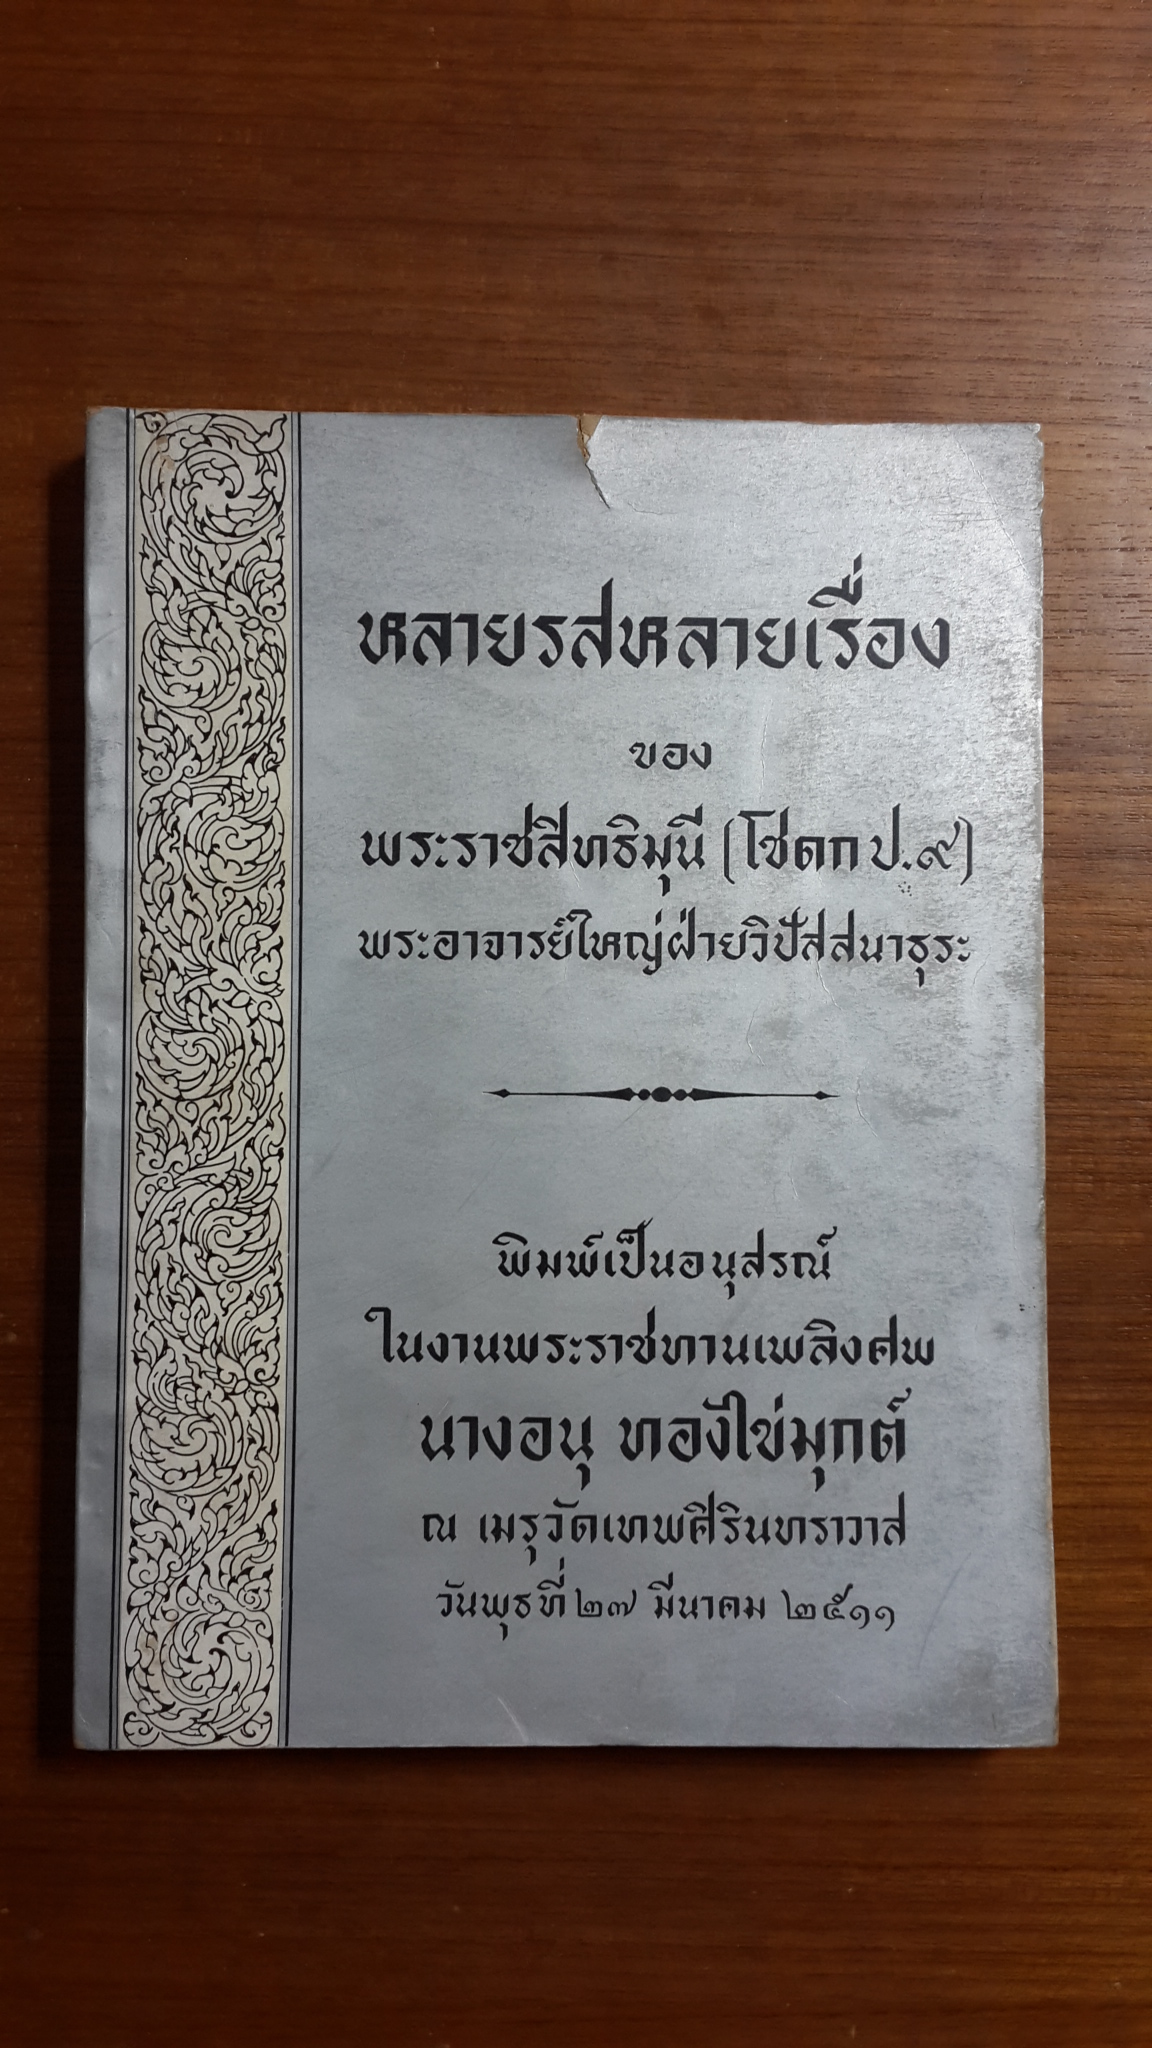 หลายรสหลายเรื่อง
ของ
พระราชสิทธิมุนี (โชดก ป.๙)
พระอาจารย์ใหญ่ฝ่ายวิปัสสนาธุระ
พิมพ์เป็นอนุสรณ์
ในงานพระราชทานเพลิงศพ
นางอนุ ทองไข่มุกต์
ณ เมรุวัดเทพศิรินทราวาส
วันพุธที่ ๒๗ มีนาคม ๒๕๑๑